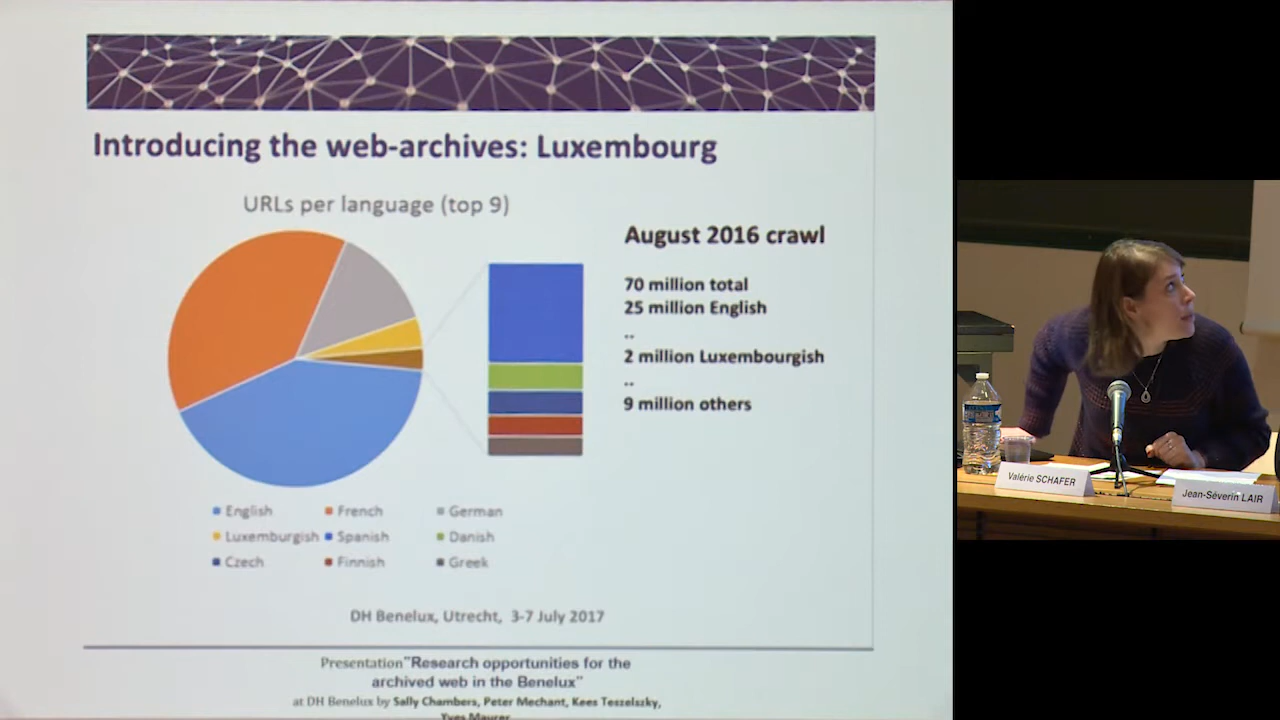 Introducing the web-archives: Luxembourg
URLs per language (top 9)
August 2016 crawl
70 million total
25 million English
..
2 million Luxembourgish
..
9 million others
English French German
Luxemburgish Spanish Danish
Czech Finnish Greek
DH Benelux, Utrecht, 3-7 July 2017
Presentation"Research opportunities for the
archived web in the Benelux"
at DH Benelux by Sally Chambers, Peter Mechant, Kees Tesselszky,
Yves Maurer
Valérie SCHAFER
Jean-Séverin LAIR